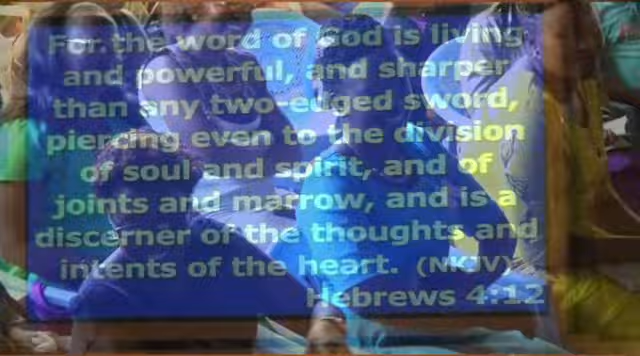 For the word of God is living
and powerful, and sharper
than any two-edged sword,
piercing even to the division
of soul and spirit, and of
joints and marrow, and is a
discerner of the thoughts and
intents of the heart. (NKJV)
Hebrews 4:12